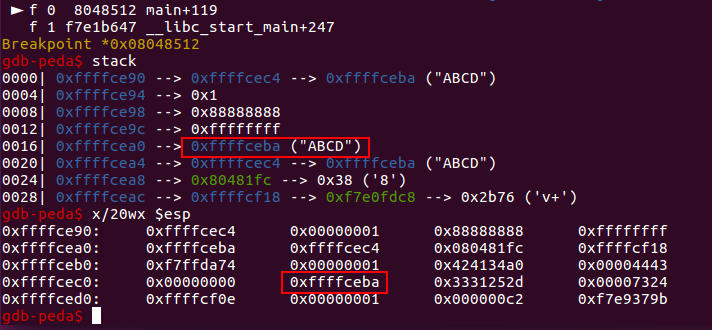 ► f 0  8048512 main+119
f 1 f7e1b647 __libc_start_main+247
Breakpoint *0x08048512
gdb-peda$ stack
0000| 0xffffce90 --> 0xffffcec4 --> 0xffffceba ("ABCD")
0004| 0xffffce94 --> 0x1
0008| 0xffffce98 --> 0x88888888
0012| 0xffffce9c --> 0xffffffff
0016| 0xffffcea0 --> 0xffffceba ("ABCD")
0020| 0xffffcea4 --> 0xffffcec4 --> 0xffffceba ("ABCD")
0024| 0xffffcea8 --> 0x80481fc --> 0x38 ('8')
0028| 0xffffceac --> 0xffffcf18 --> 0xf7e0fdc8 --> 0x2b76 ('v+')
gdb-peda$ x/20wx $esp
0xffffce90: 0xffffcec4 0x00000001 0x88888888 0xffffffff
0xffffcea0: 0xffffceba 0xffffcec4 0x080481fc 0xffffcf18
0xffffceb0: 0xf7ffda74 0x00000001 0x424134a0 0x00004443
0xffffcec0: 0x00000000 0xffffceba 0x3331252d 0x00007324
0xffffced0: 0xffffcf0e 0x00000001 0x000000c2 0xf7e9379b
gdb-peda$